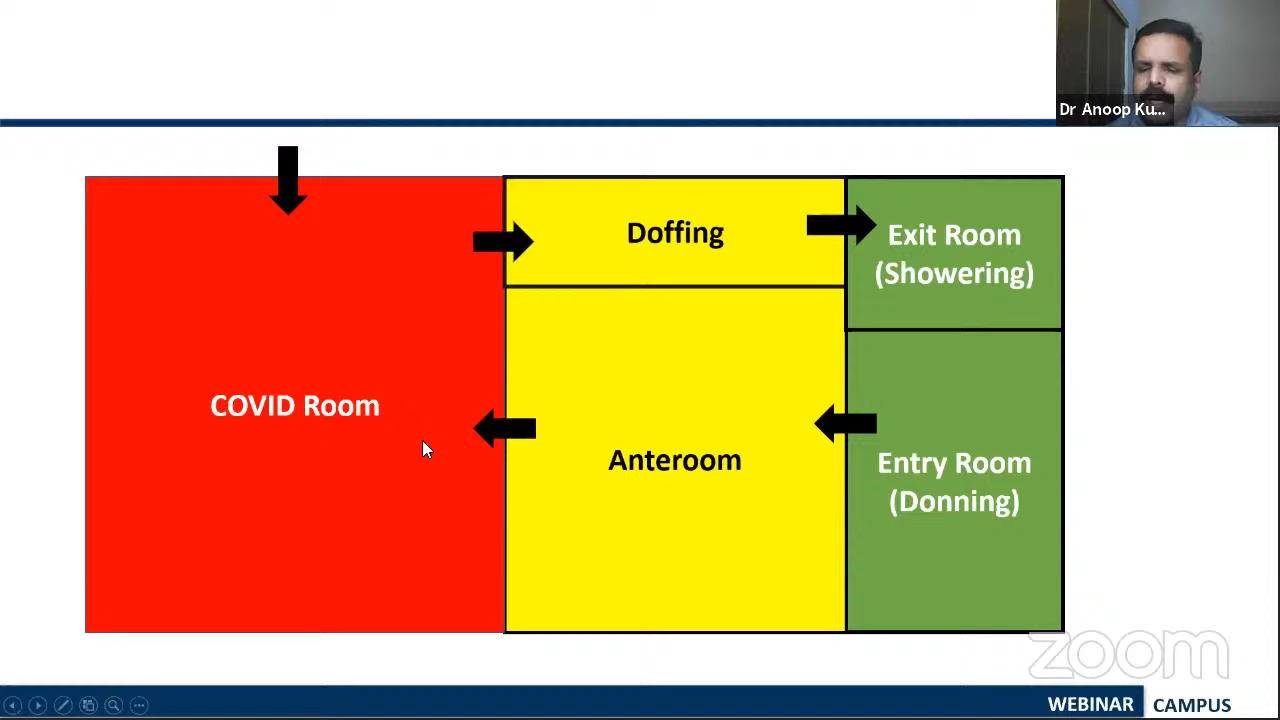 Dr Anoop Ku...
Doffing
Exit Room
(Showering)
COVID Room
Anteroom
Entry Room
(Donning)
zoom
WEBINAR CAMPUS